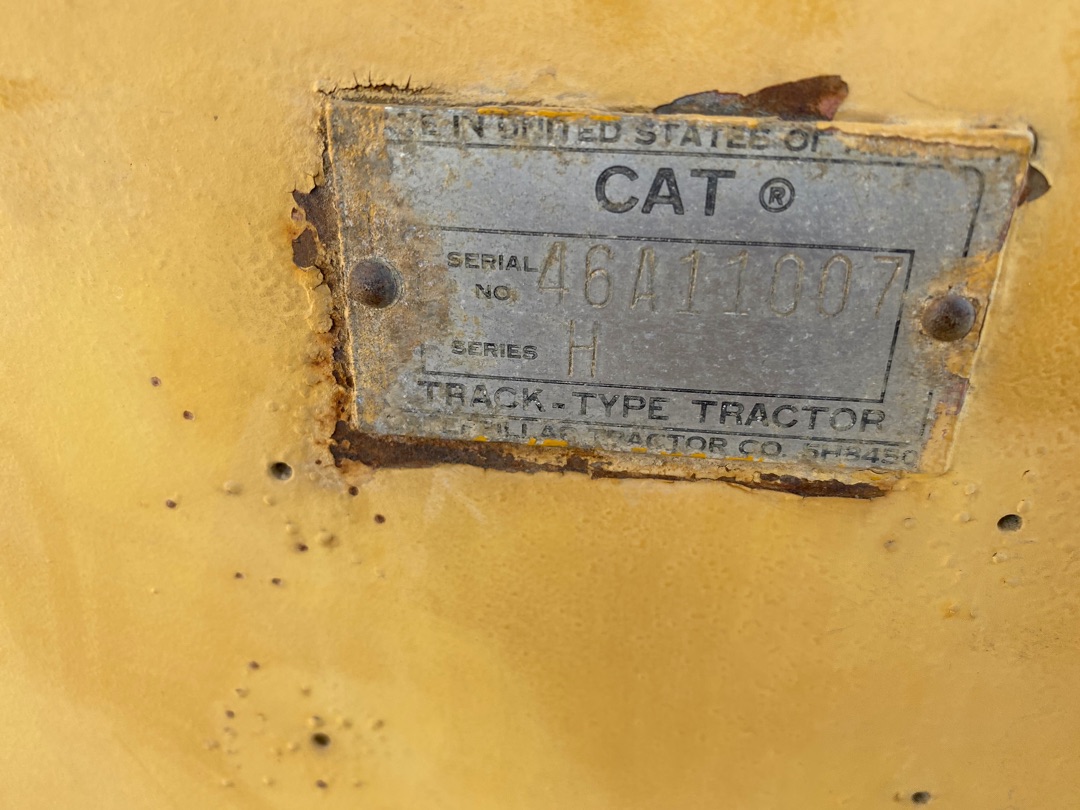 E IN UNITED STATES OF
CAT ®
SERIAL NO. 46A11007
SERIES H
TRACK-TYPE TRACTOR
TRACTOR CO. 5H8450